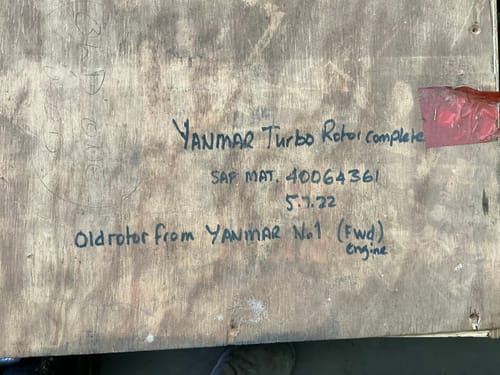 YANMAR Turbo Rotor complete
SAP MAT. 40064361
5.7.22
Old rotor from YANMAR No1 (Fwd)
Engine